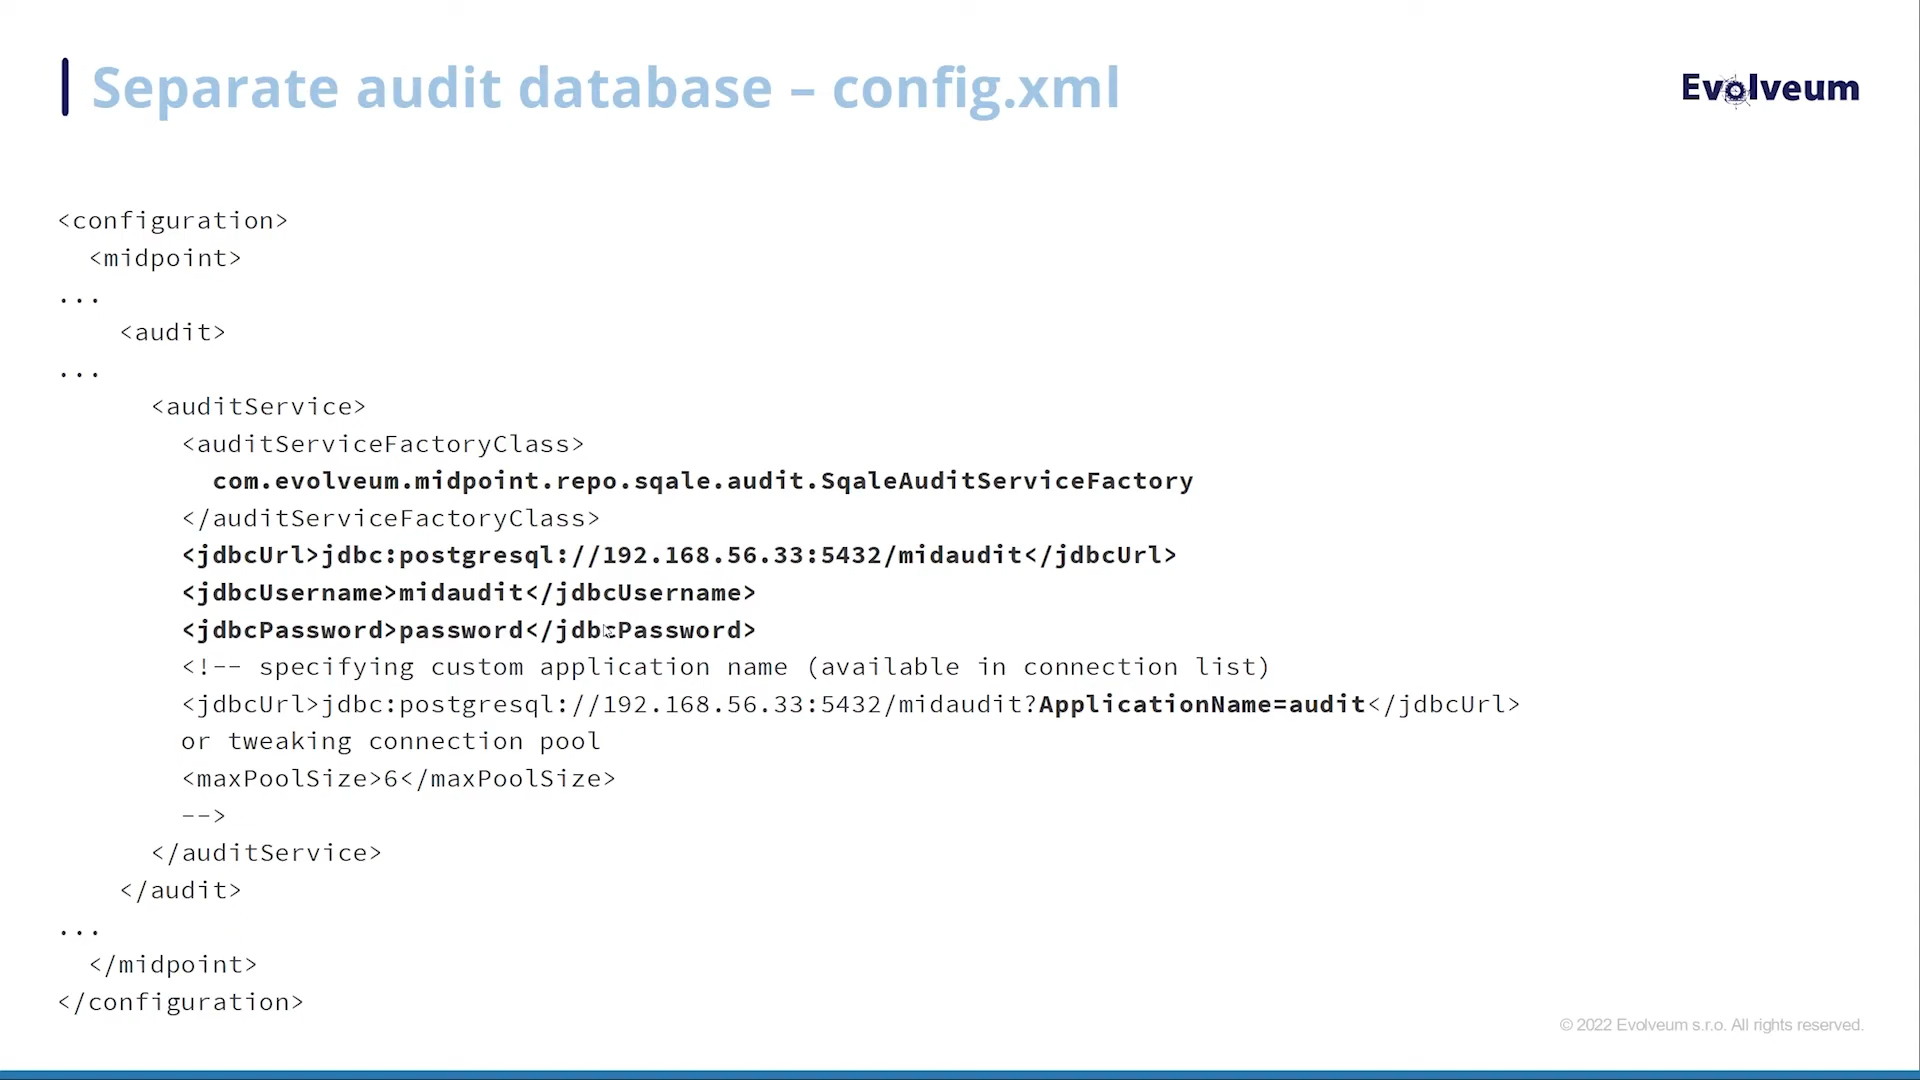 Separate audit database – config.xml
Evolveum
<configuration>
  <midpoint>
...
    <audit>
...
      <auditService>
        <auditServiceFactoryClass>
          com.evolveum.midpoint.repo.sqale.audit.SqaleAuditServiceFactory
        </auditServiceFactoryClass>
        <jdbcUrl>jdbc:postgresql://192.168.56.33:5432/midaudit</jdbcUrl>
        <jdbcUsername>midaudit</jdbcUsername>
        <jdbcPassword>password</jdbcPassword>
        <!-- specifying custom application name (available in connection list)
        <jdbcUrl>jdbc:postgresql://192.168.56.33:5432/midaudit?ApplicationName=audit</jdbcUrl>
        or tweaking connection pool
        <maxPoolSize>6</maxPoolSize>
        -->
      </auditService>
    </audit>
...
  </midpoint>
</configuration>
© 2022 Evolveum s.r.o. All rights reserved.